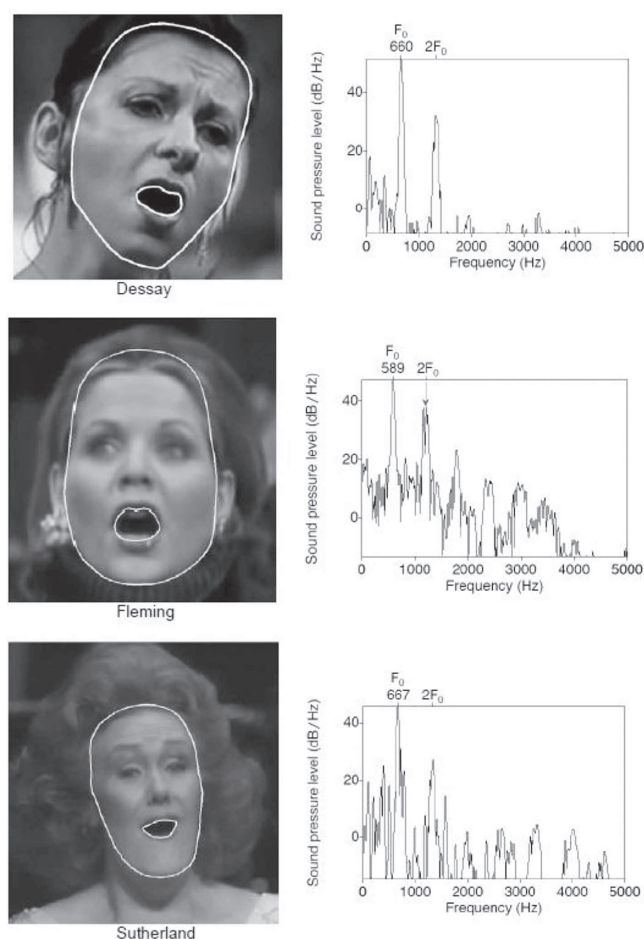 F₀ 2F₀
660
Sound pressure level (dB/Hz)
40
20
0
0 1000 2000 3000 4000 5000
Frequency (Hz)
Dessay
F₀ 2F₀
589
Sound pressure level (dB/Hz)
40
20
0
0 1000 2000 3000 4000 5000
Frequency (Hz)
Fleming
F₀ 2F₀
667
Sound pressure level (dB/Hz)
40
20
0
0 1000 2000 3000 4000 5000
Frequency (Hz)
Sutherland